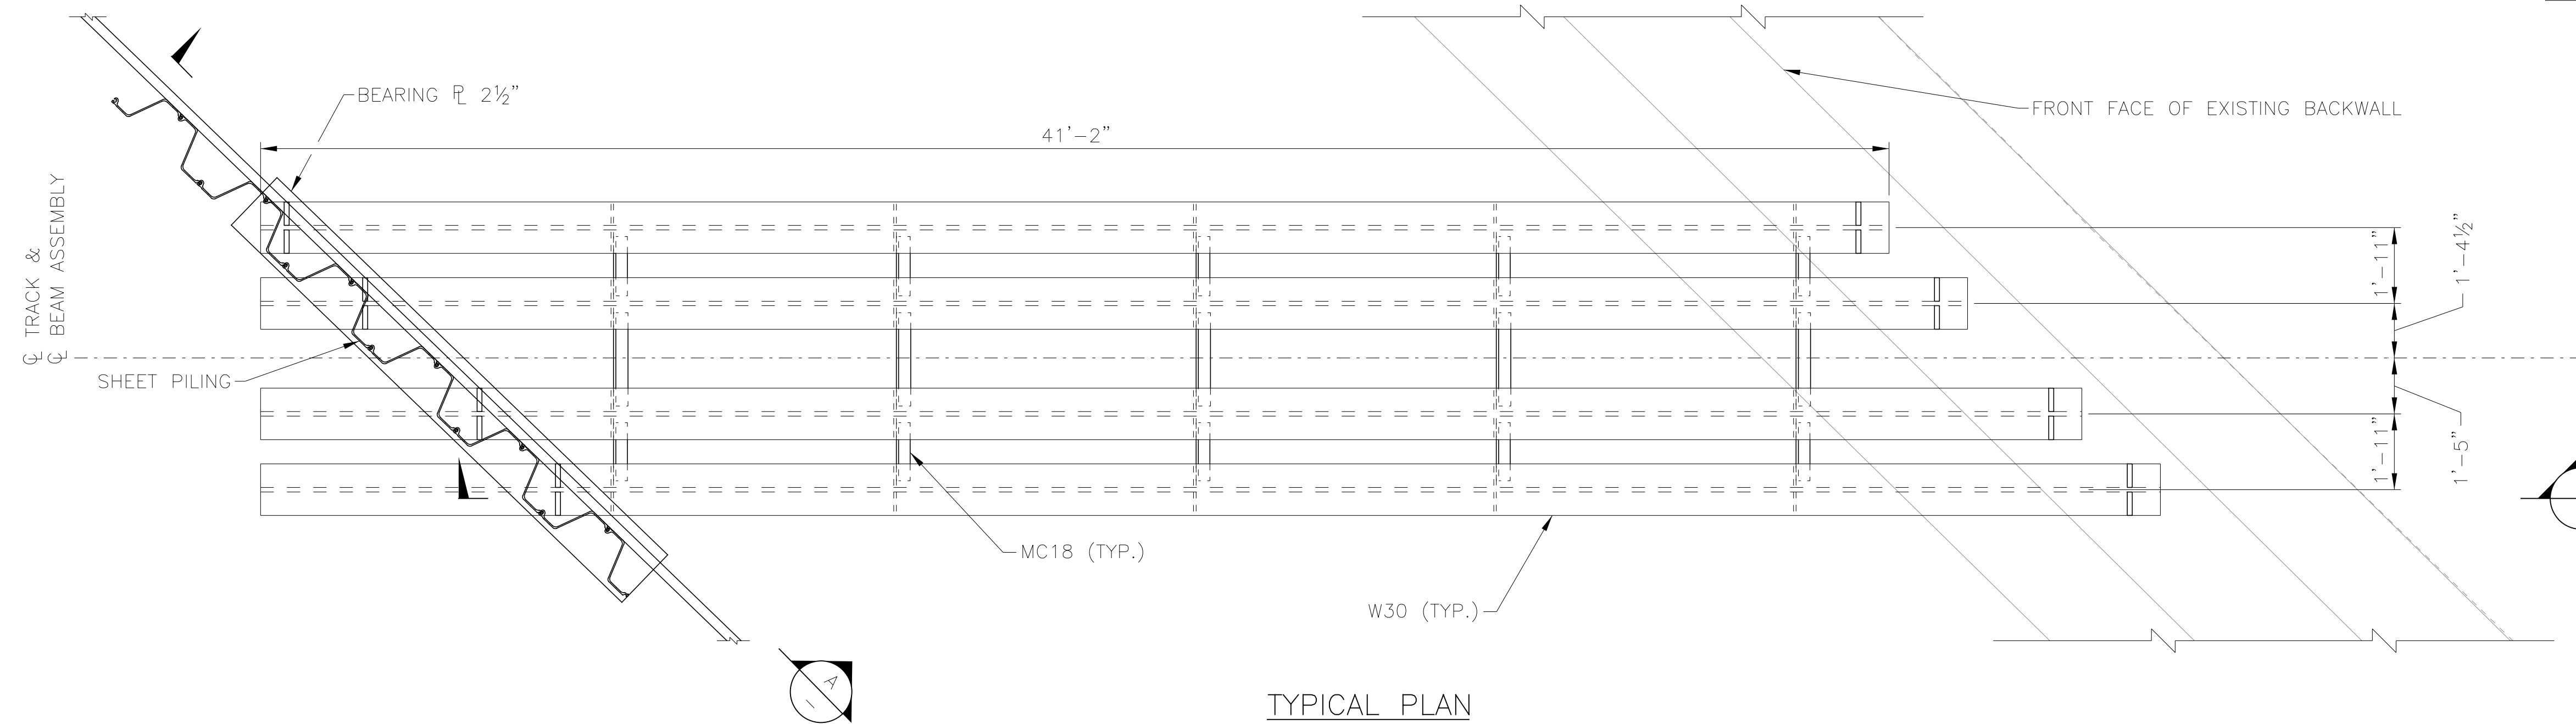 BEARING ⅊ 2½"
41'-2"
FRONT FACE OF EXISTING BACKWALL
℄ TRACK &
℄ BEAM ASSEMBLY
1'-11"
1'-4½"
SHEET PILING
1'-11"
1'-5"
MC18 (TYP.)
W30 (TYP.)
A
TYPICAL PLAN